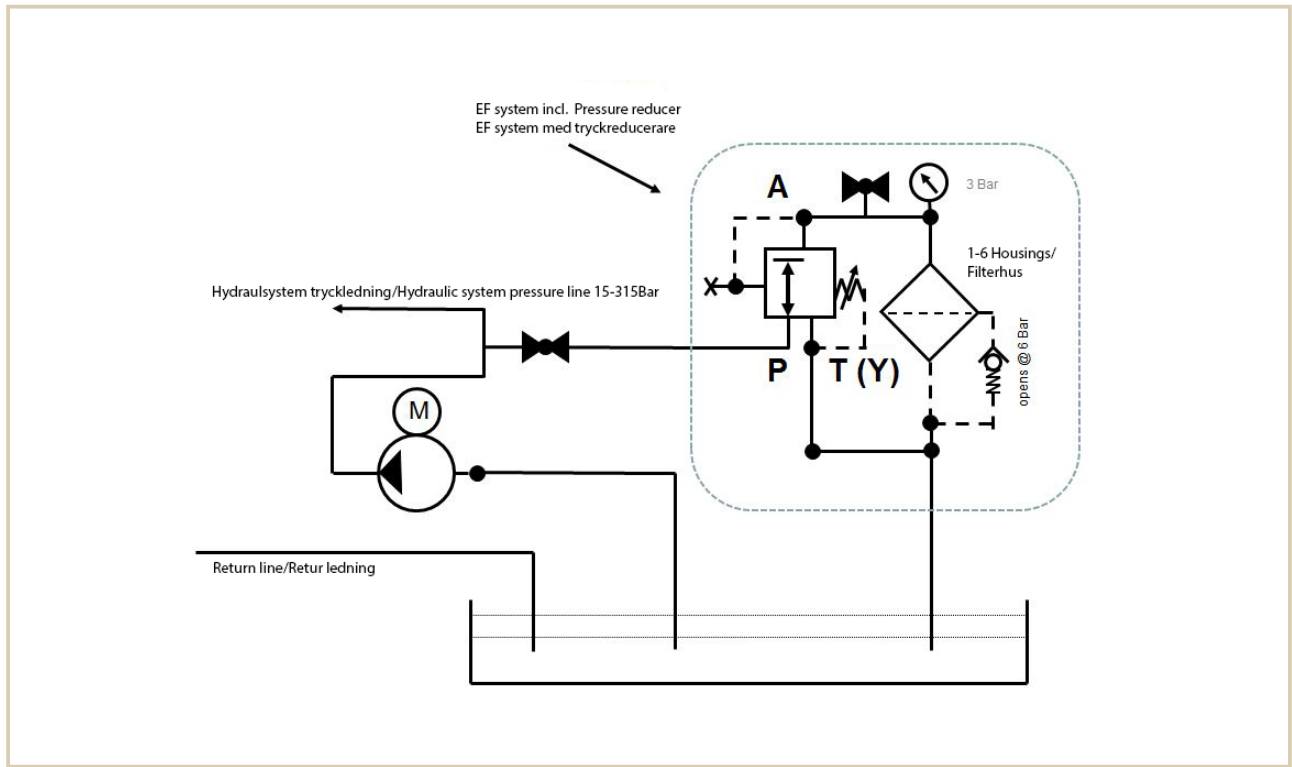 EF system incl. Pressure reducer
EF system med tryckreducerare
A
3 Bar
1-6 Housings/
Filterhus
Hydraulsystem tryckledning/Hydraulic system pressure line 15-315Bar
opens @ 6 Bar
P
T (Y)
M
Return line/Retur ledning